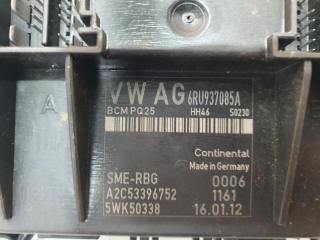 VW AG 6RU937085A
BCM PQ25 HH46 S0230
Continental
Made in Germany
SME-RBG 0006
A2C53396752 1161
5WK50338 16.01.12
A